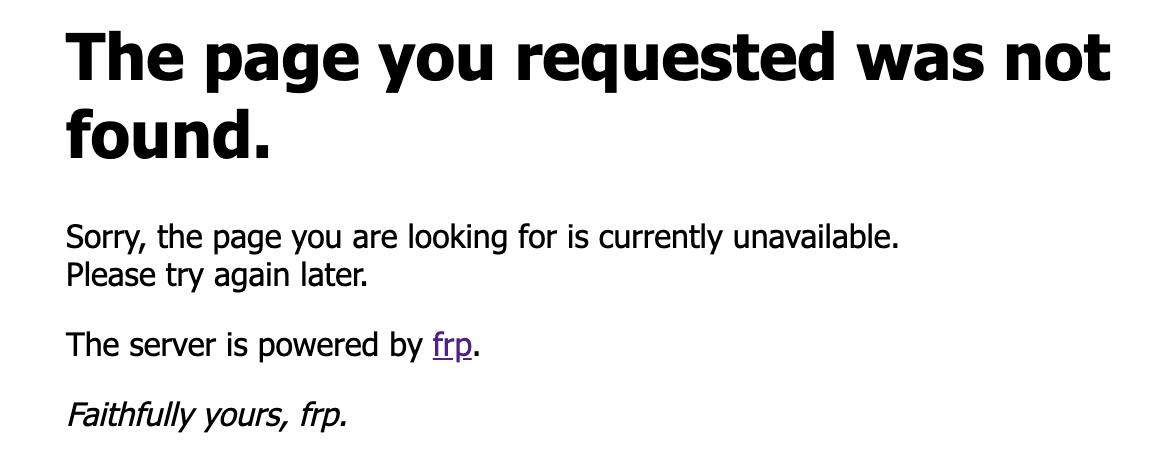 The page you requested was not
found.
Sorry, the page you are looking for is currently unavailable.
Please try again later.
The server is powered by frp.
Faithfully yours, frp.